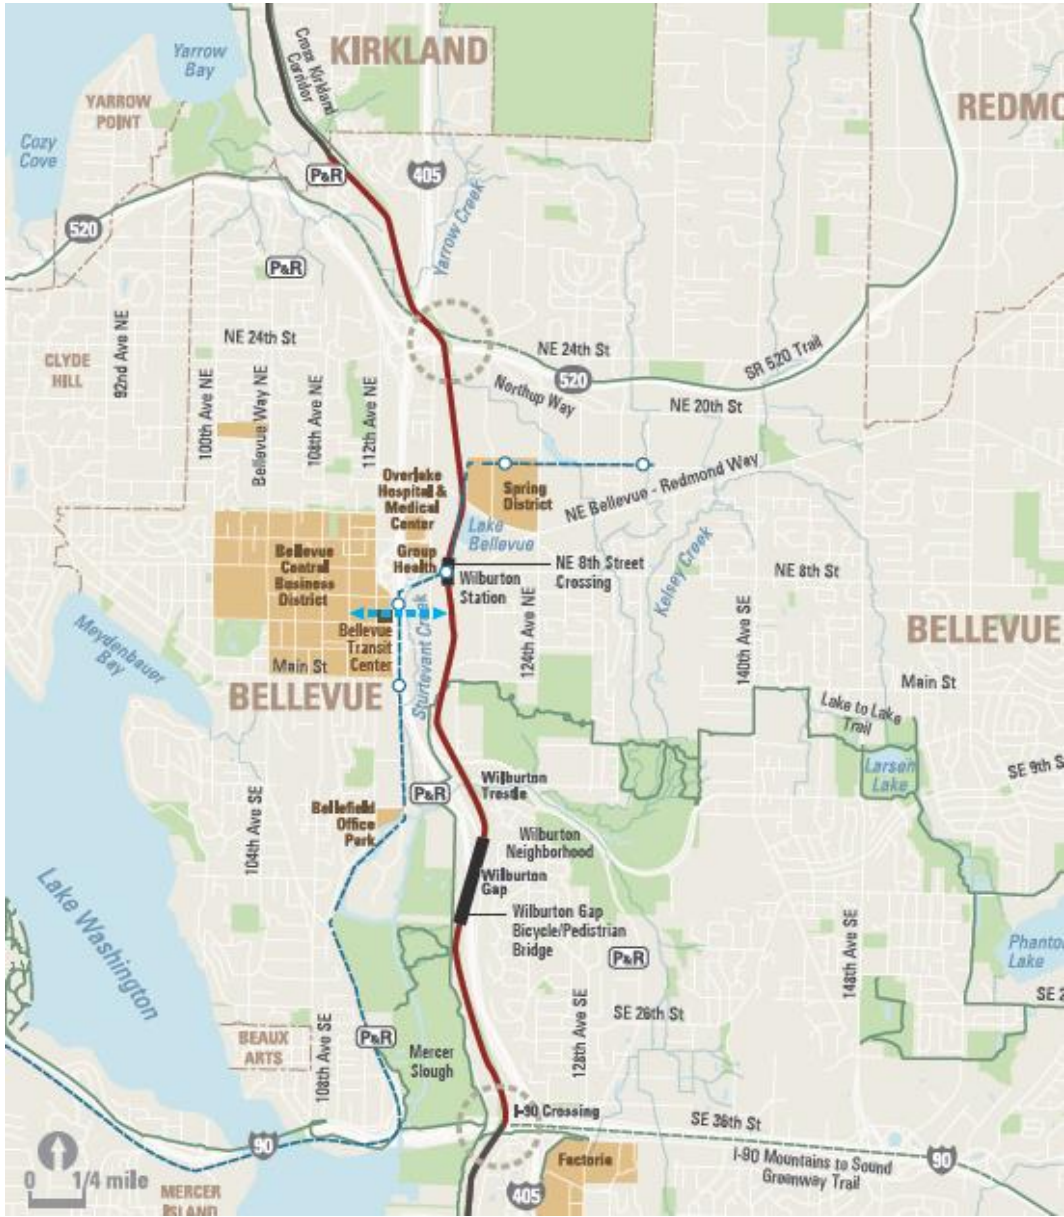 Yarrow
Bay
Cross Kirkland
Corridor
KIRKLAND
REDMO
YARROW
POINT
Cozy
Cove
P&R
405
Yarrow Creek
520
P&R
NE 24th St
92nd Ave NE
CLYDE
HILL
100th Ave NE
Bellevue Way NE
108th Ave NE
112th Ave NE
NE 24th St
520
SR 520 Trail
Northup Way
NE 20th St
Overlake
Hospital &
Medical
Center
Spring
District
NE Bellevue - Redmond Way
Lake
Bellevue
Bellevue
Central
Business
District
Group
Health
Wilburton
Station
NE 8th Street
Crossing
Kelsey Creek
NE 8th St
Meydenbauer
Bay
Bellevue
Transit
Center
Sturtevant Creek
124th Ave NE
140th Ave SE
BELLEVUE
Main St
BELLEVUE
Main St
Lake to Lake
Trail
Larsen
Lake
SE 9th S
P&R
Wilburton
Trestle
Bellefield
Office
Park
104th Ave SE
Wilburton
Neighborhood
Wilburton
Gap
Wilburton Gap
Bicycle/Pedistrian
Bridge
Lake Washington
P&R
148th Ave SE
Phanto
Lake
SE 2
SE 26th St
128th Ave SE
BEAUX
ARTS
108th Ave SE
P&R
Mercer
Slough
I-90 Crossing
SE 36th St
90
I-90 Mountains to Sound
Greenway Trail
90
Factoria
405
0 1/4 mile
MERCER
ISLAND